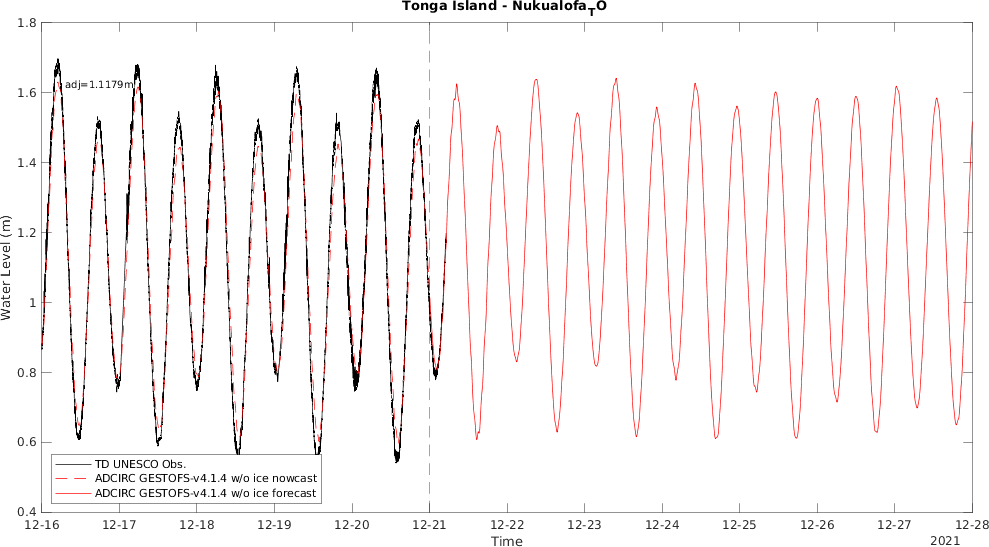 Tonga Island - Nukualofa_TO
1.8
1.6
1.4
1.2
1
0.8
0.6
0.4
Water Level (m)
adj=1.1179m
TD UNESCO Obs.
ADCIRC GESTOFS-v4.1.4 w/o ice nowcast
ADCIRC GESTOFS-v4.1.4 w/o ice forecast
12-16 12-17 12-18 12-19 12-20 12-21 12-22 12-23 12-24 12-25 12-26 12-27 12-28
Time
2021